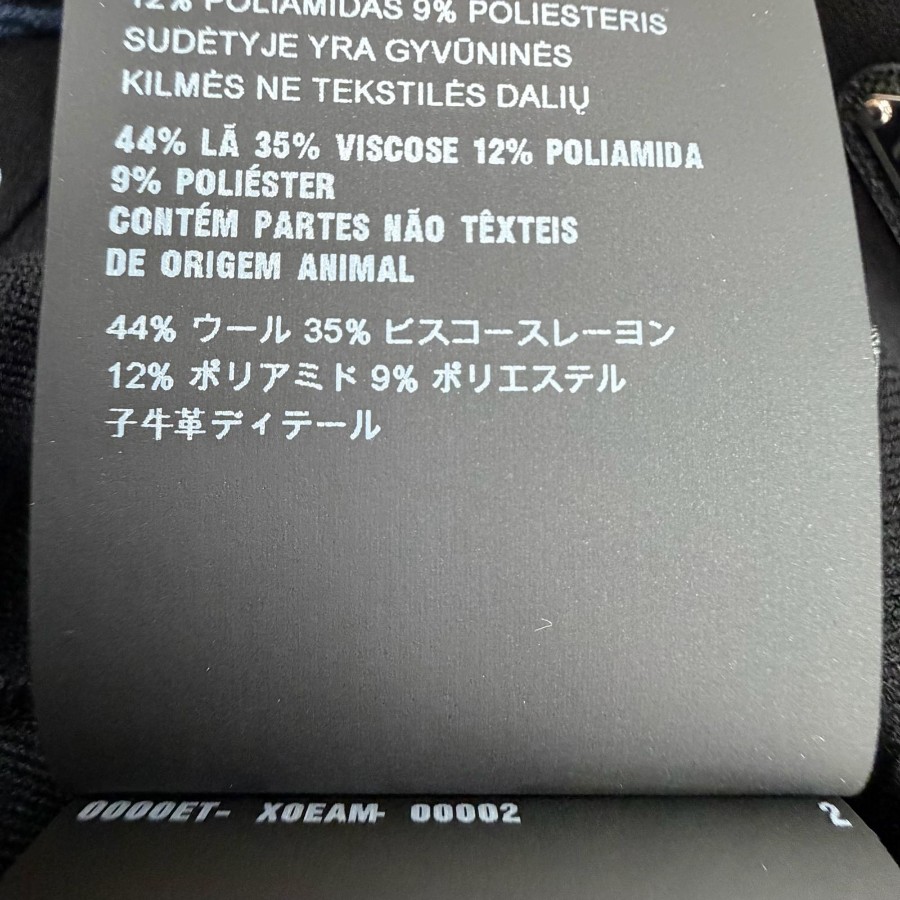 12% POLIAMIDAS 9% POLIESTERIS
SUDĖTYJE YRA GYVŪNINĖS
KILMĖS NE TEKSTILĖS DALIŲ
44% LÃ 35% VISCOSE 12% POLIAMIDA
9% POLIÉSTER
CONTÉM PARTES NÃO TÊXTEIS
DE ORIGEM ANIMAL
44% ウール 35% ビスコースレーヨン
12% ポリアミド 9% ポリエステル
子牛革ディテール
0000ET- X0EAM- 00002 2